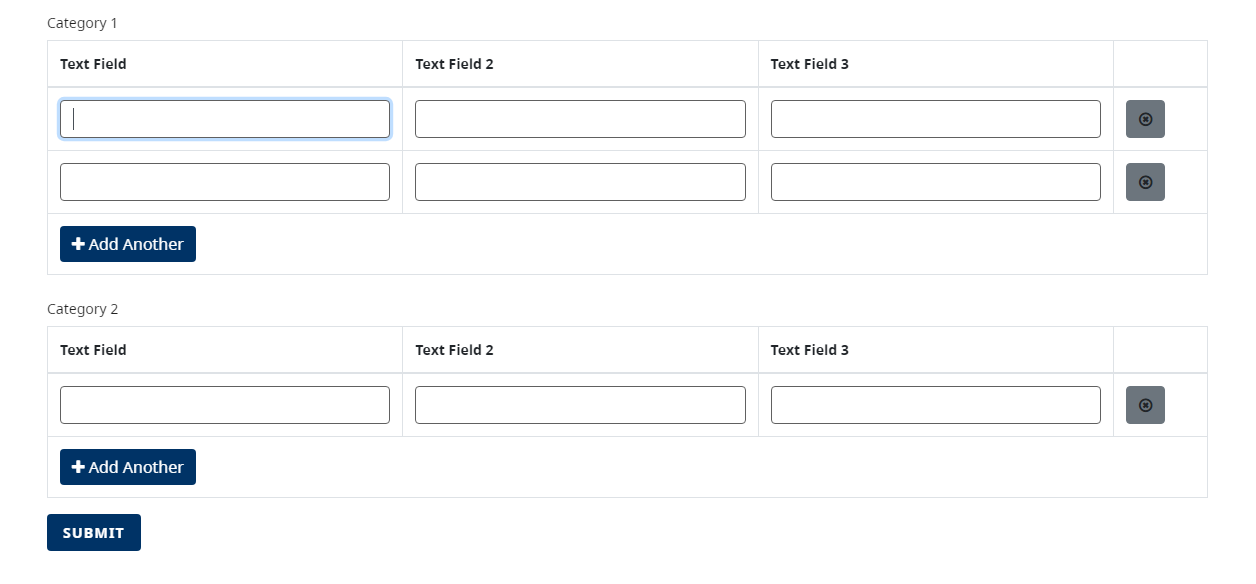 Category 1
Text Field Text Field 2 Text Field 3
Add Another
Category 2
Text Field Text Field 2 Text Field 3
Add Another
SUBMIT